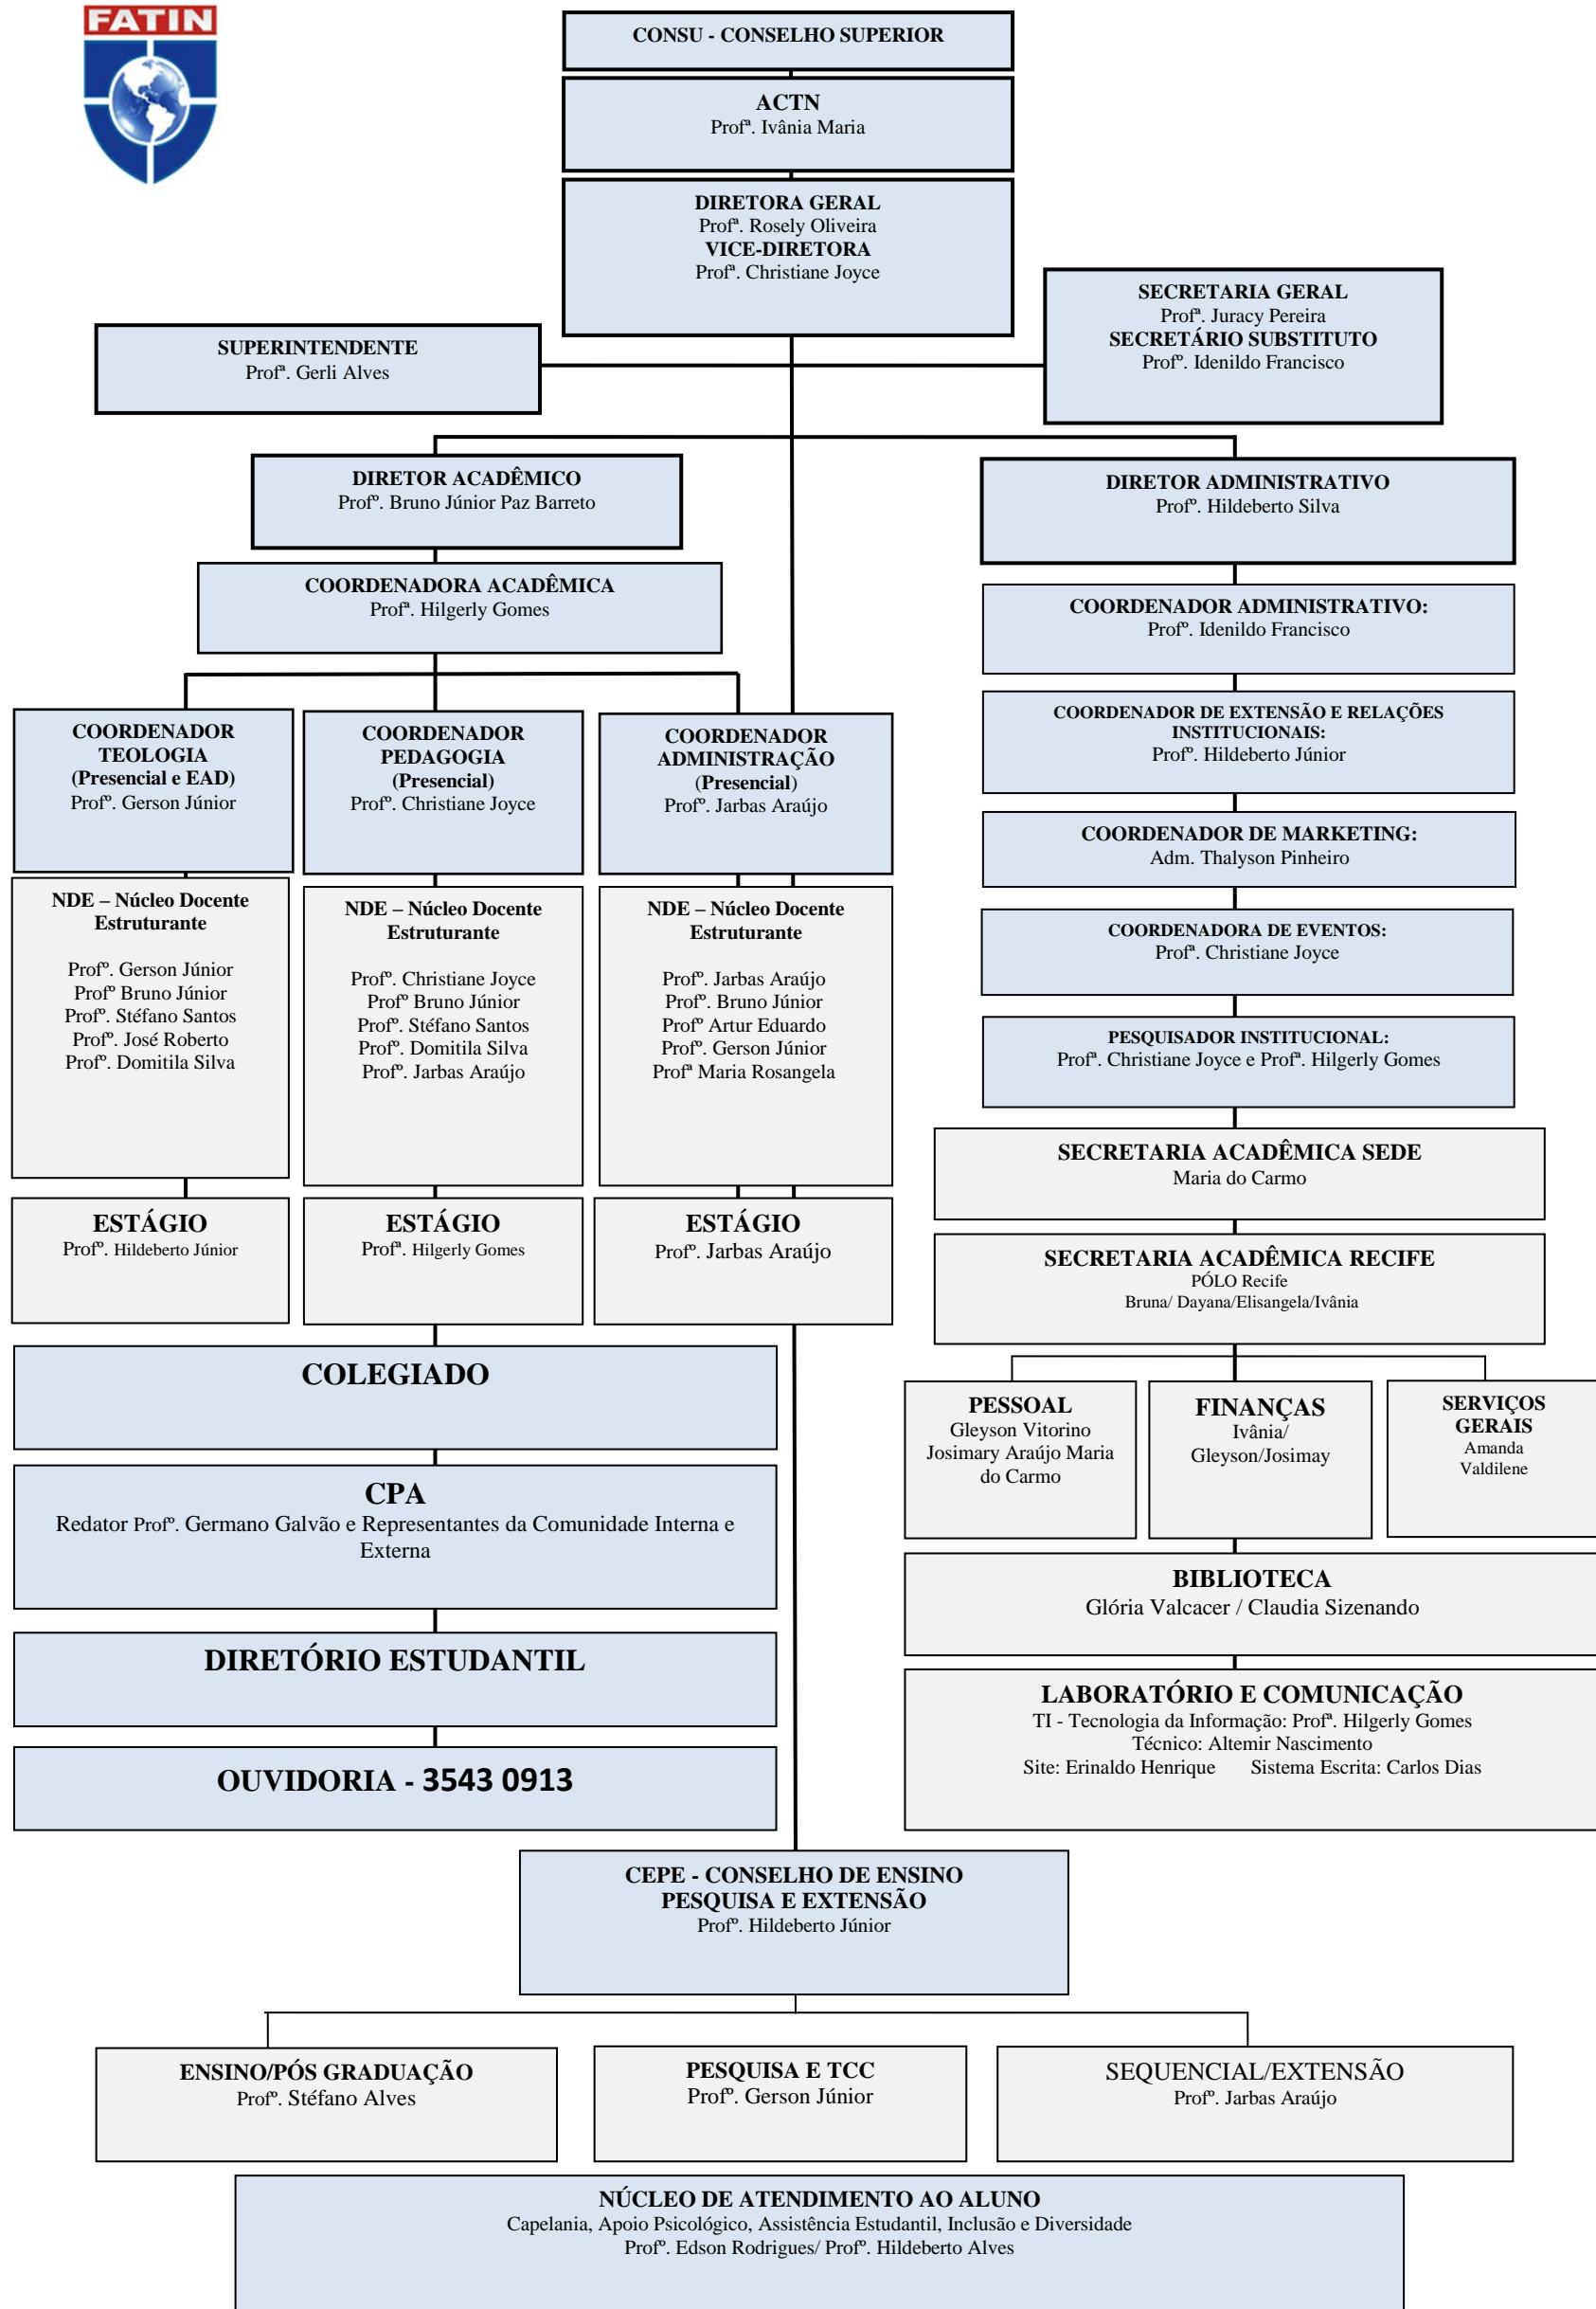 FATIN
CONSU - CONSELHO SUPERIOR
ACTN
Profª. Ivânia Maria
DIRETORA GERAL
Profª. Rosely Oliveira
VICE-DIRETORA
Profª. Christiane Joyce
SECRETARIA GERAL
Profª. Juracy Pereira
SECRETÁRIO SUBSTITUTO
Profº. Idenildo Francisco
SUPERINTENDENTE
Profª. Gerli Alves
DIRETOR ACADÊMICO
Profº. Bruno Júnior Paz Barreto
DIRETOR ADMINISTRATIVO
Profº. Hildeberto Silva
COORDENADORA ACADÊMICA
Profª. Hilgerly Gomes
COORDENADOR ADMINISTRATIVO:
Profº. Idenildo Francisco
COORDENADOR DE EXTENSÃO E RELAÇÕES
INSTITUCIONAIS:
Profº. Hildeberto Júnior
COORDENADOR
TEOLOGIA
(Presencial e EAD)
Profº. Gerson Júnior
COORDENADOR
PEDAGOGIA
(Presencial)
Profº. Christiane Joyce
COORDENADOR
ADMINISTRAÇÃO
(Presencial)
Profº. Jarbas Araújo
COORDENADOR DE MARKETING:
Adm. Thalyson Pinheiro
NDE – Núcleo Docente
Estruturante
Profº. Gerson Júnior
Profº Bruno Júnior
Profº. Stéfano Santos
Profº. José Roberto
Profº. Domitila Silva
NDE – Núcleo Docente
Estruturante
Profº. Christiane Joyce
Profº Bruno Júnior
Profº. Stéfano Santos
Profº. Domitila Silva
Profº. Jarbas Araújo
NDE – Núcleo Docente
Estruturante
Profº. Jarbas Araújo
Profº. Bruno Júnior
Profº Artur Eduardo
Profº. Gerson Júnior
Profª Maria Rosangela
COORDENADORA DE EVENTOS:
Profª. Christiane Joyce
PESQUISADOR INSTITUCIONAL:
Profª. Christiane Joyce e Profª. Hilgerly Gomes
SECRETARIA ACADÊMICA SEDE
Maria do Carmo
ESTÁGIO
Profº. Hildeberto Júnior
ESTÁGIO
Profª. Hilgerly Gomes
ESTÁGIO
Profº. Jarbas Araújo
SECRETARIA ACADÊMICA RECIFE
PÓLO Recife
Bruna/ Dayana/Elisangela/Ivânia
COLEGIADO
PESSOAL
Gleyson Vitorino
Josimary Araújo Maria
do Carmo
FINANÇAS
Ivânia/
Gleyson/Josimay
SERVIÇOS
GERAIS
Amanda
Valdilene
CPA
Redator Profº. Germano Galvão e Representantes da Comunidade Interna e
Externa
BIBLIOTECA
Glória Valcacer / Claudia Sizenando
DIRETÓRIO ESTUDANTIL
LABORATÓRIO E COMUNICAÇÃO
TI - Tecnologia da Informação: Profª. Hilgerly Gomes
Técnico: Altemir Nascimento
Site: Erinaldo Henrique Sistema Escrita: Carlos Dias
OUVIDORIA - 3543 0913
CEPE - CONSELHO DE ENSINO
PESQUISA E EXTENSÃO
Profº. Hildeberto Júnior
ENSINO/PÓS GRADUAÇÃO
Profº. Stéfano Alves
PESQUISA E TCC
Profº. Gerson Júnior
SEQUENCIAL/EXTENSÃO
Profº. Jarbas Araújo
NÚCLEO DE ATENDIMENTO AO ALUNO
Capelania, Apoio Psicológico, Assistência Estudantil, Inclusão e Diversidade
Profº. Edson Rodrigues/ Profº. Hildeberto Alves